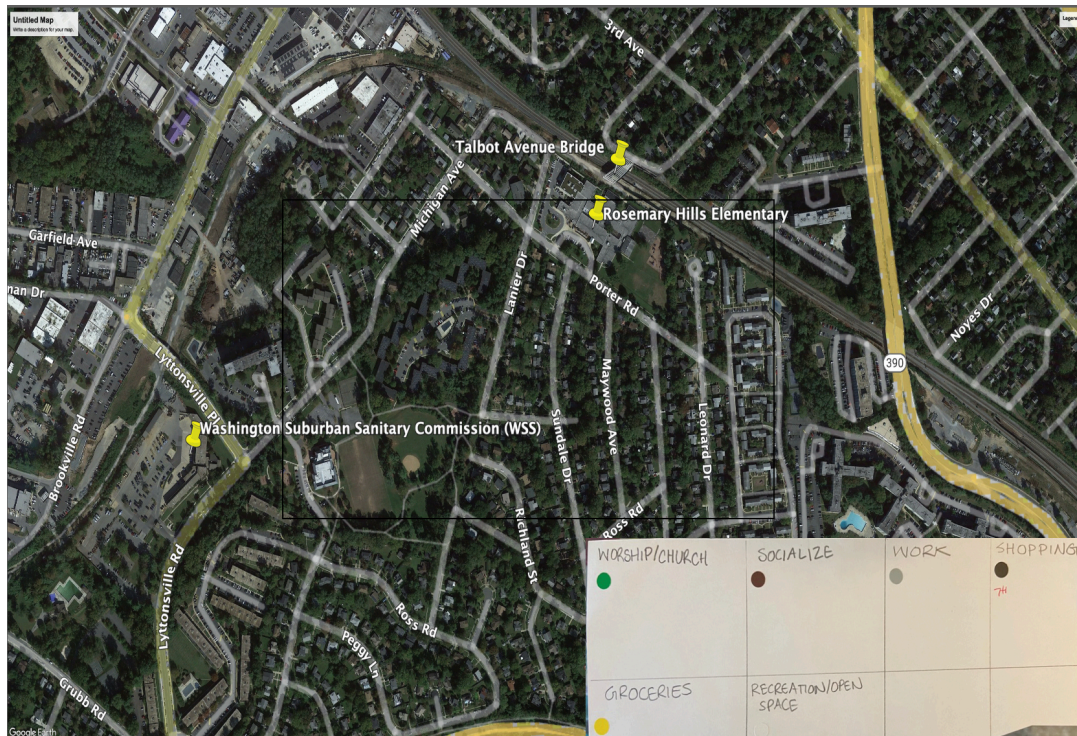 Untitled Map
Write a description for your map.
Legend
3rd Ave
Talbot Avenue Bridge
Michigan Ave
Rosemary Hills Elementary
Garfield Ave
Lanier Dr
Porter Rd
man Dr
Noyes Dr
390
Lyttonsville Pl
Maywood Ave
Leonard Dr
Washington Suburban Sanitary Commission (WSS)
Sundale Dr
Brookville Rd
Richland St
Ross Rd
Lyttonsville Rd
Ross Rd
Peggy Ln
Grubb Rd
Google Earth
WORSHIP/CHURCH
SOCIALIZE
WORK
SHOPPING
GROCERIES
RECREATION/OPEN
SPACE